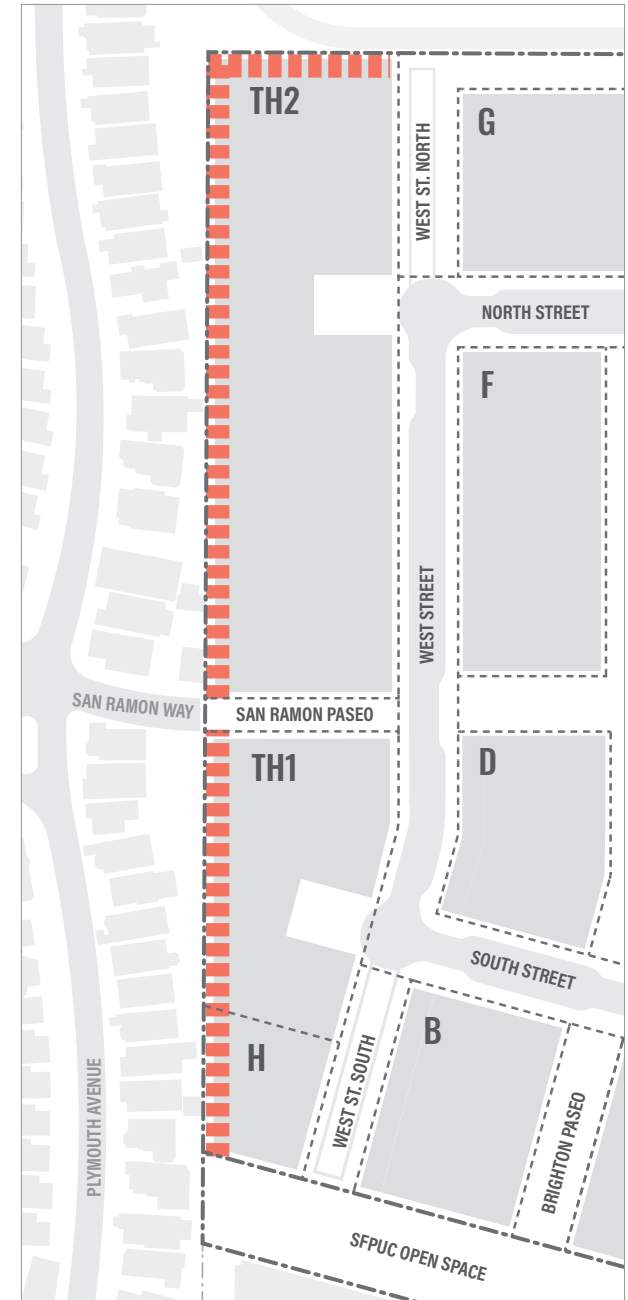 TH2
G
WEST ST. NORTH
NORTH STREET
F
WEST STREET
SAN RAMON WAY
SAN RAMON PASEO
TH1
D
SOUTH STREET
B
H
WEST ST. SOUTH
PLYMOUTH AVENUE
BRIGHTON PASEO
SFPUC OPEN SPACE